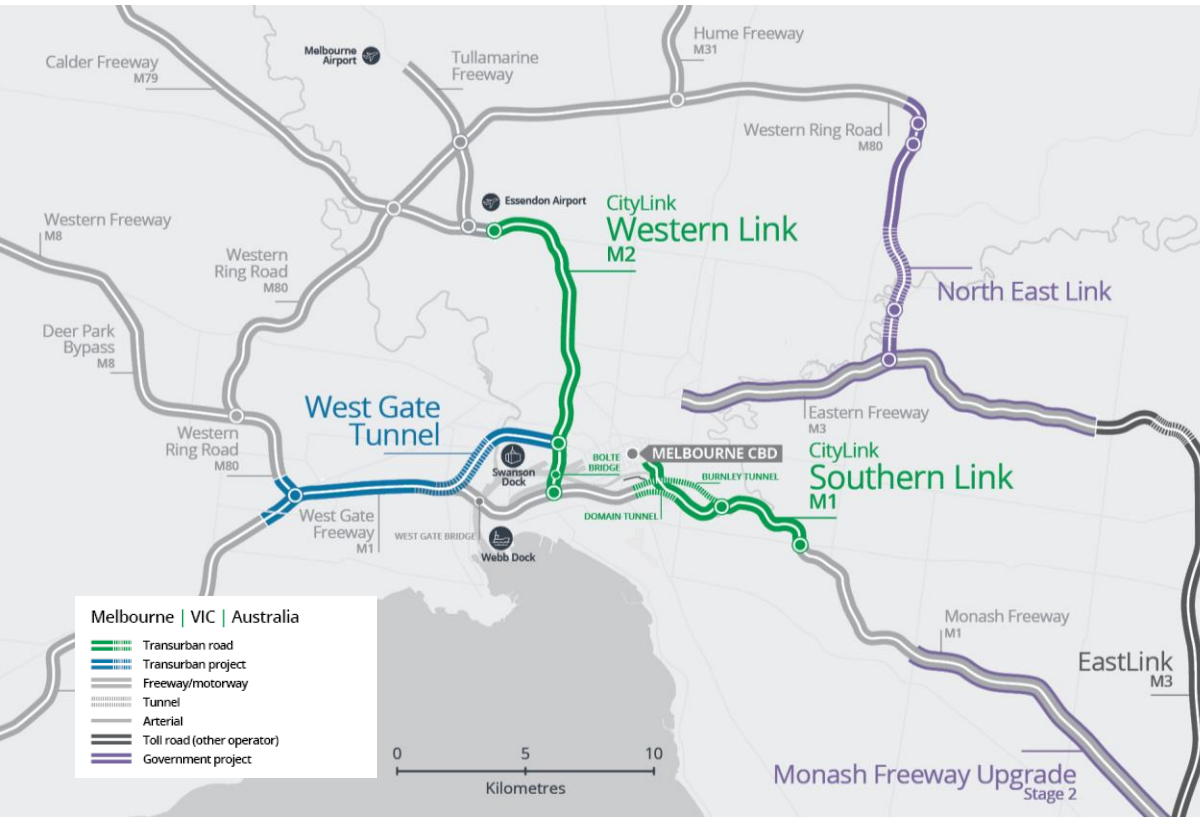 Hume Freeway
M31
Melbourne
Airport
Tullamarine
Freeway
Calder Freeway
M79
Western Ring Road
M80
Essendon Airport
CityLink
Western Link
M2
Western Freeway
M8
Western
Ring Road
M80
North East Link
Deer Park
Bypass
M8
West Gate
Tunnel
Eastern Freeway
M3
Western
Ring Road
M80
Swanson
Dock
BOLTE
BRIDGE
MELBOURNE CBD
CityLink
Southern Link
M1
BURNLEY TUNNEL
DOMAIN TUNNEL
West Gate
Freeway
M1
WEST GATE BRIDGE
Webb Dock
Monash Freeway
M1
EastLink
M3
Monash Freeway Upgrade
Stage 2
Melbourne | VIC | Australia
Transurban road
Transurban project
Freeway/motorway
Tunnel
Arterial
Toll road (other operator)
Government project
0 5 10
Kilometres